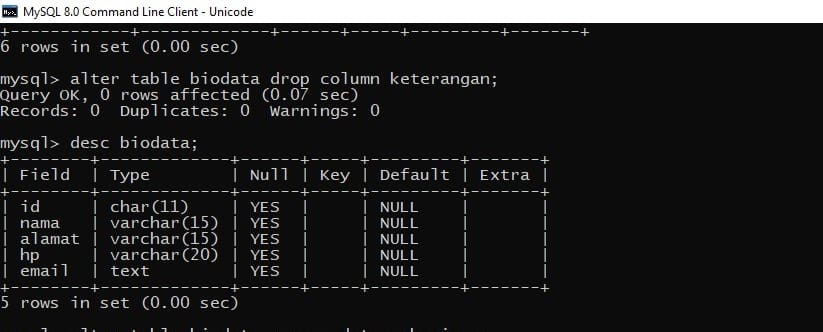 MySQL 8.0 Command Line Client - Unicode
+------------+-------------+------+-----+---------+-------+
6 rows in set (0.00 sec)
mysql> alter table biodata drop column keterangan;
Query OK, 0 rows affected (0.07 sec)
Records: 0  Duplicates: 0  Warnings: 0
mysql> desc biodata;
+--------+-------------+------+-----+---------+-------+
| Field  | Type        | Null | Key | Default | Extra |
+--------+-------------+------+-----+---------+-------+
| id     | char(11)    | YES  |     | NULL    |       |
| nama   | varchar(15) | YES  |     | NULL    |       |
| alamat | varchar(15) | YES  |     | NULL    |       |
| hp     | varchar(20) | YES  |     | NULL    |       |
| email  | text        | YES  |     | NULL    |       |
+--------+-------------+------+-----+---------+-------+
5 rows in set (0.00 sec)